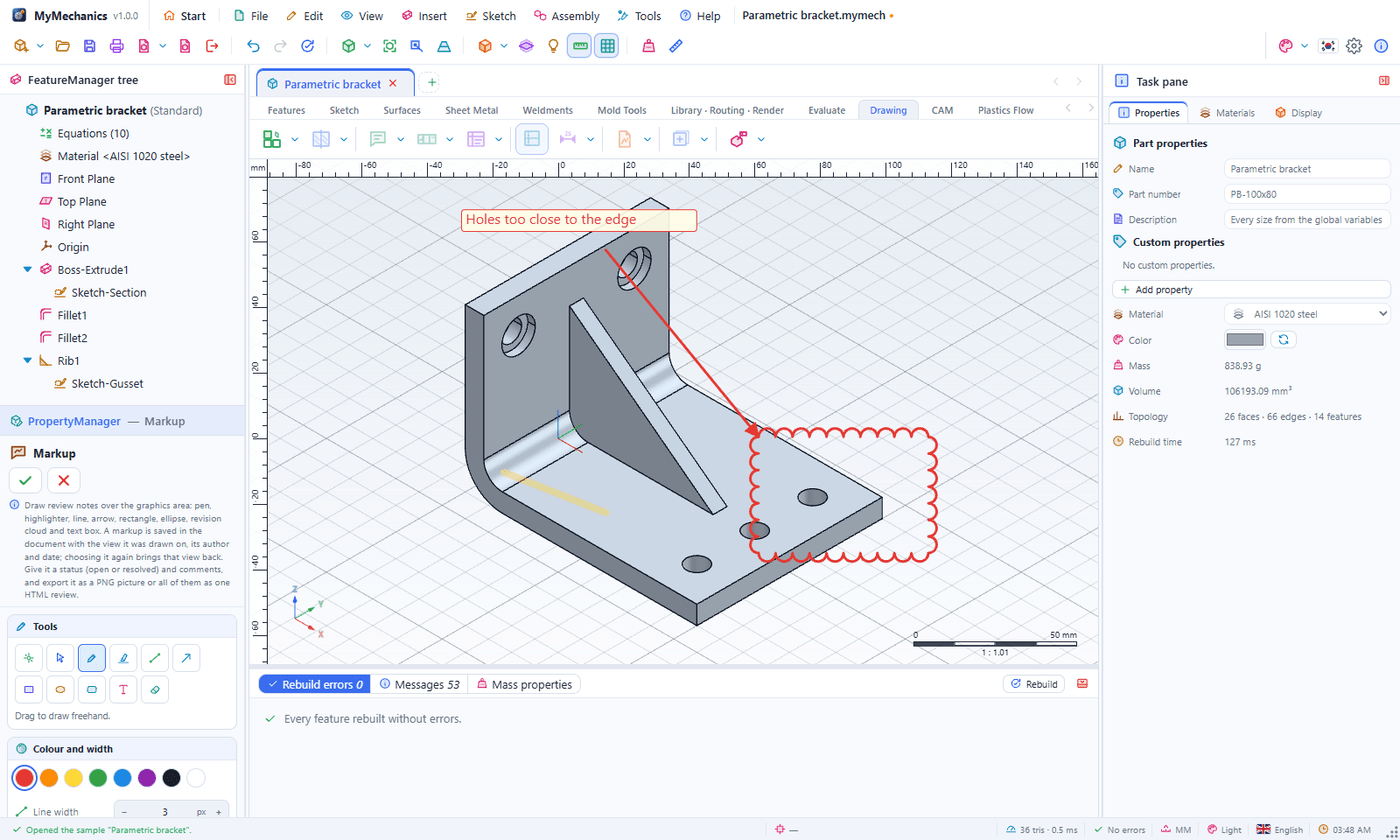 MyMechanics v1.0.0
Start
File
Edit
View
Insert
Sketch
Assembly
Tools
Help
Parametric bracket.mymech
FeatureManager tree
Parametric bracket (Standard)
Equations (10)
Material <AISI 1020 steel>
Front Plane
Top Plane
Right Plane
Origin
Boss-Extrude1
Sketch-Section
Fillet1
Fillet2
Rib1
Sketch-Gusset
PropertyManager — Markup
Markup
Draw review notes over the graphics area: pen,
highlighter, line, arrow, rectangle, ellipse, revision
cloud and text box. A markup is saved in the
document with the view it was drawn on, its author
and date; choosing it again brings that view back.
Give it a status (open or resolved) and comments,
and export it as a PNG picture or all of them as one
HTML review.
Tools
Drag to draw freehand.
Colour and width
Line width
− 3 px +
Parametric bracket
Features
Sketch
Surfaces
Sheet Metal
Weldments
Mold Tools
Library · Routing · Render
Evaluate
Drawing
CAM
Plastics Flow
mm
-80 -60 -40 -20 0 20 40 60 80 100 120 140 160
60
40
20
0
-20
-40
-60
Holes too close to the edge
Z
Y
X
0 50 mm
1 : 1.01
Rebuild errors 0
Messages 53
Mass properties
Rebuild
Every feature rebuilt without errors.
Task pane
Properties
Materials
Display
Part properties
Name Parametric bracket
Part number PB-100x80
Description Every size from the global variables
Custom properties
No custom properties.
Add property
Material AISI 1020 steel
Color
Mass 838.93 g
Volume 106193.09 mm³
Topology 26 faces · 66 edges · 14 features
Rebuild time 127 ms
Opened the sample "Parametric bracket".
—
36 tris · 0.5 ms
No errors
MM
Light
English
03:48 AM